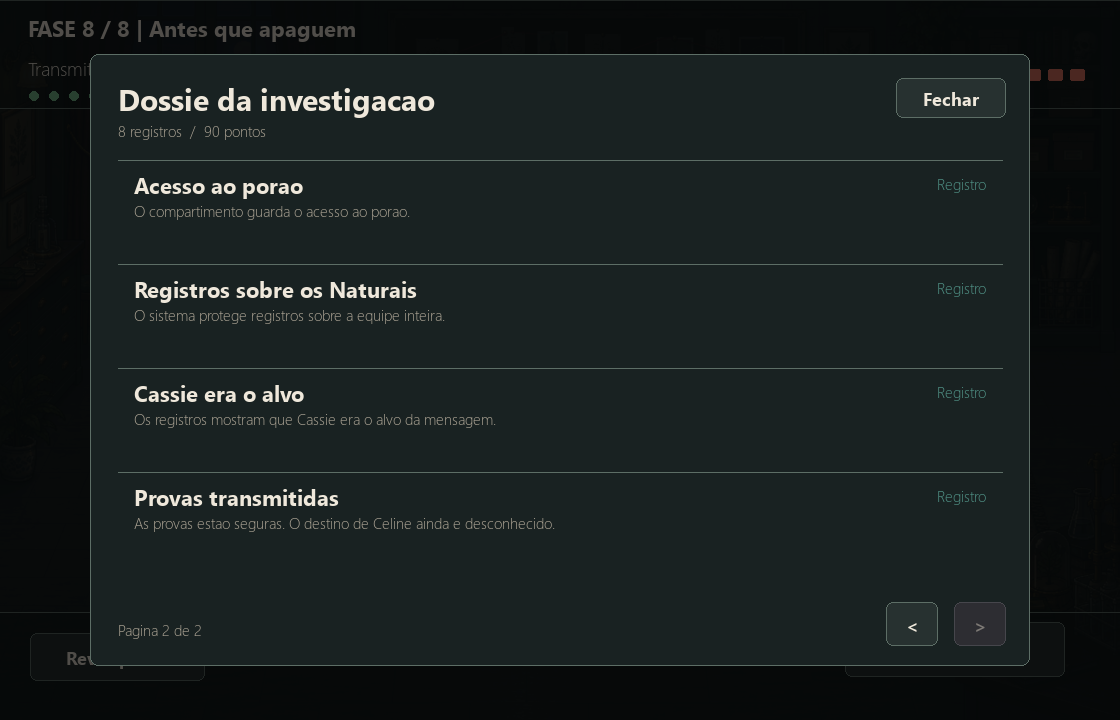 FASE 8 / 8 | Antes que apaguem
Dossie da investigacao
Fechar
8 registros / 90 pontos
Acesso ao porao
Registro
O compartimento guarda o acesso ao porao.
Registros sobre os Naturais
Registro
O sistema protege registros sobre a equipe inteira.
Cassie era o alvo
Registro
Os registros mostram que Cassie era o alvo da mensagem.
Provas transmitidas
Registro
As provas estao seguras. O destino de Celine ainda e desconhecido.
Pagina 2 de 2
<
>